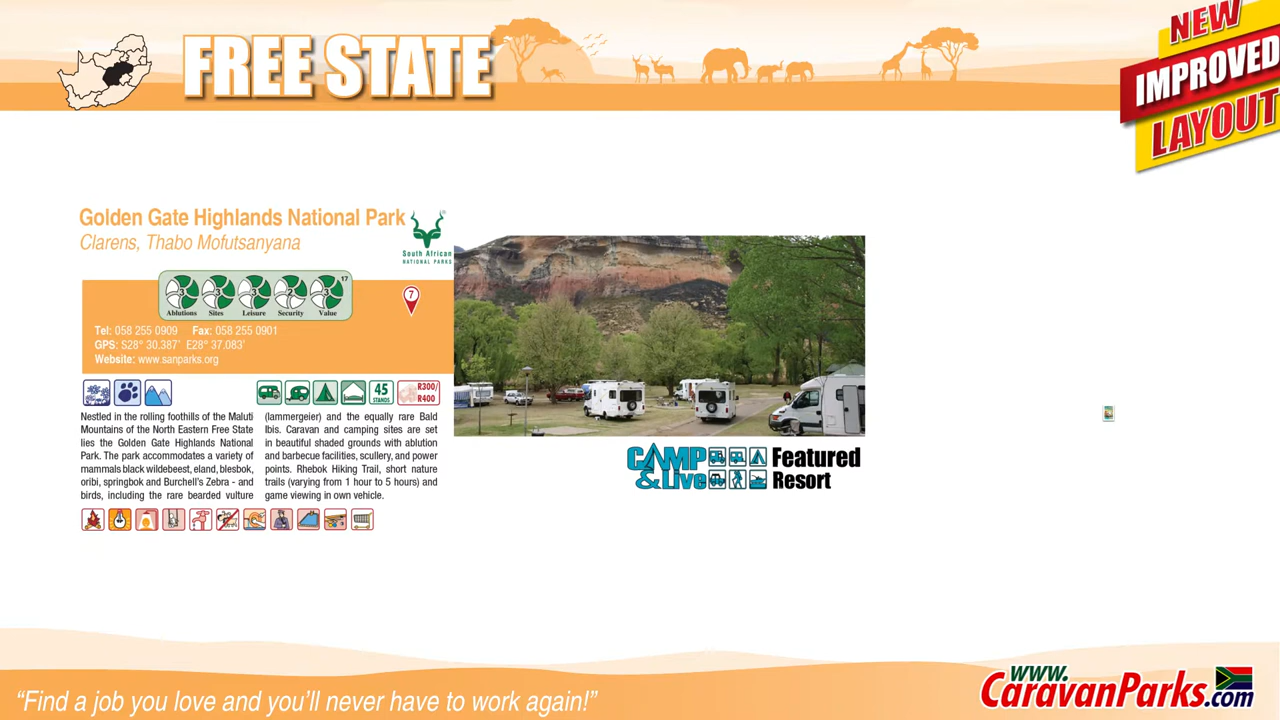 FREE STATE
NEW
IMPROVED
LAYOUT
Golden Gate Highlands National Park
Clarens, Thabo Mofutsanyana
South African
NATIONAL PARKS
3 3 3 2 3 17
Ablutions Sites Leisure Security Value
7
Tel: 058 255 0909 Fax: 058 255 0901
GPS: S28° 30.387' E28° 37.083'
Website: www.sanparks.org
45
STANDS
R300/
R400
Nestled in the rolling foothills of the Maluti
Mountains of the North Eastern Free State
lies the Golden Gate Highlands National
Park. The park accommodates a variety of
mammals black wildebeest, eland, blesbok,
oribi, springbok and Burchell's Zebra - and
birds, including the rare bearded vulture
(lammergeier) and the equally rare Bald
Ibis. Caravan and camping sites are set
in beautiful shaded grounds with ablution
and barbecue facilities, scullery, and power
points. Rhebok Hiking Trail, short nature
trails (varying from 1 hour to 5 hours) and
game viewing in own vehicle.
CAMP
&Live
Featured
Resort
“Find a job you love and you’ll never have to work again!”
www.
CaravanParks.com